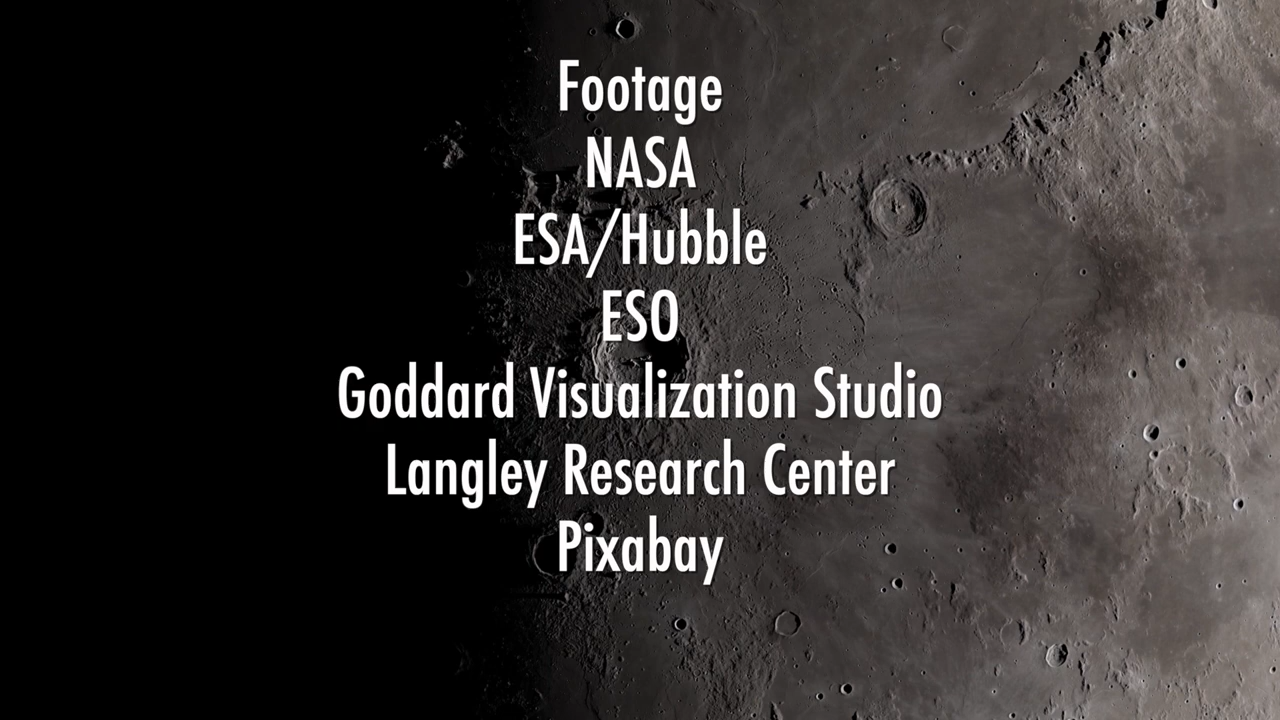 Footage
NASA
ESA/Hubble
ESO
Goddard Visualization Studio
Langley Research Center
Pixabay